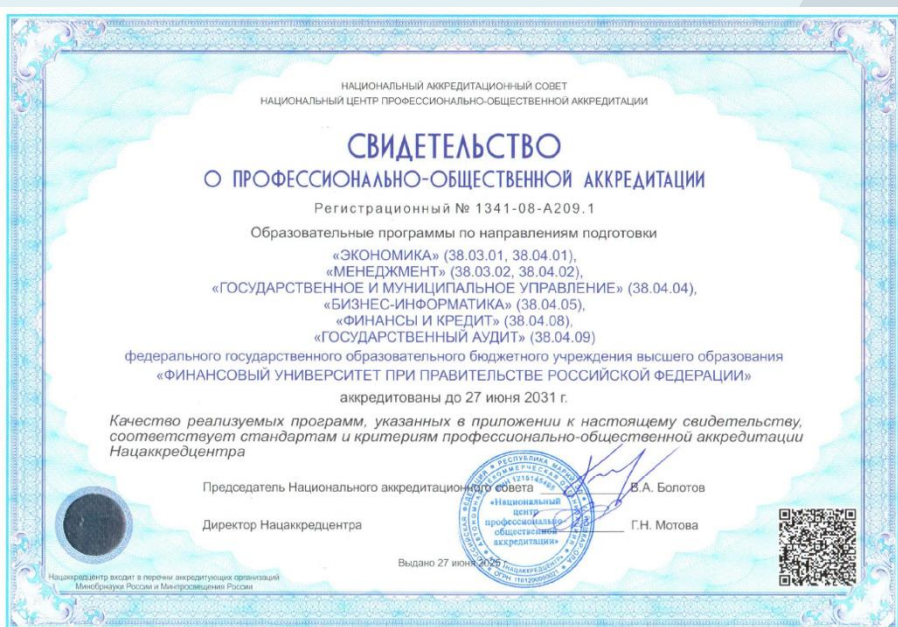 НАЦИОНАЛЬНЫЙ АККРЕДИТАЦИОННЫЙ СОВЕТ
НАЦИОНАЛЬНЫЙ ЦЕНТР ПРОФЕССИОНАЛЬНО-ОБЩЕСТВЕННОЙ АККРЕДИТАЦИИ
СВИДЕТЕЛЬСТВО
О ПРОФЕССИОНАЛЬНО-ОБЩЕСТВЕННОЙ АККРЕДИТАЦИИ
Регистрационный № 1341-08-А209.1
Образовательные программы по направлениям подготовки
«ЭКОНОМИКА» (38.03.01, 38.04.01),
«МЕНЕДЖМЕНТ» (38.03.02, 38.04.02),
«ГОСУДАРСТВЕННОЕ И МУНИЦИПАЛЬНОЕ УПРАВЛЕНИЕ» (38.04.04),
«БИЗНЕС-ИНФОРМАТИКА» (38.04.05),
«ФИНАНСЫ И КРЕДИТ» (38.04.08),
«ГОСУДАРСТВЕННЫЙ АУДИТ» (38.04.09)
федерального государственного образовательного бюджетного учреждения высшего образования
«ФИНАНСОВЫЙ УНИВЕРСИТЕТ ПРИ ПРАВИТЕЛЬСТВЕ РОССИЙСКОЙ ФЕДЕРАЦИИ»
аккредитованы до 27 июня 2031 г.
Качество реализуемых программ, указанных в приложении к настоящему свидетельству,
соответствует стандартам и критериям профессионально-общественной аккредитации
Нацаккредцентра
Председатель Национального аккредитационного совета В.А. Болотов
«Национальный
центр
профессионально-
общественной
аккредитации»
Директор Нацаккредцентра Г.Н. Мотова
Выдано 27 июня 2025 г.
Нацаккредцентр входит в перечни аккредитующих организаций
Минобрнауки России и Минпросвещения России